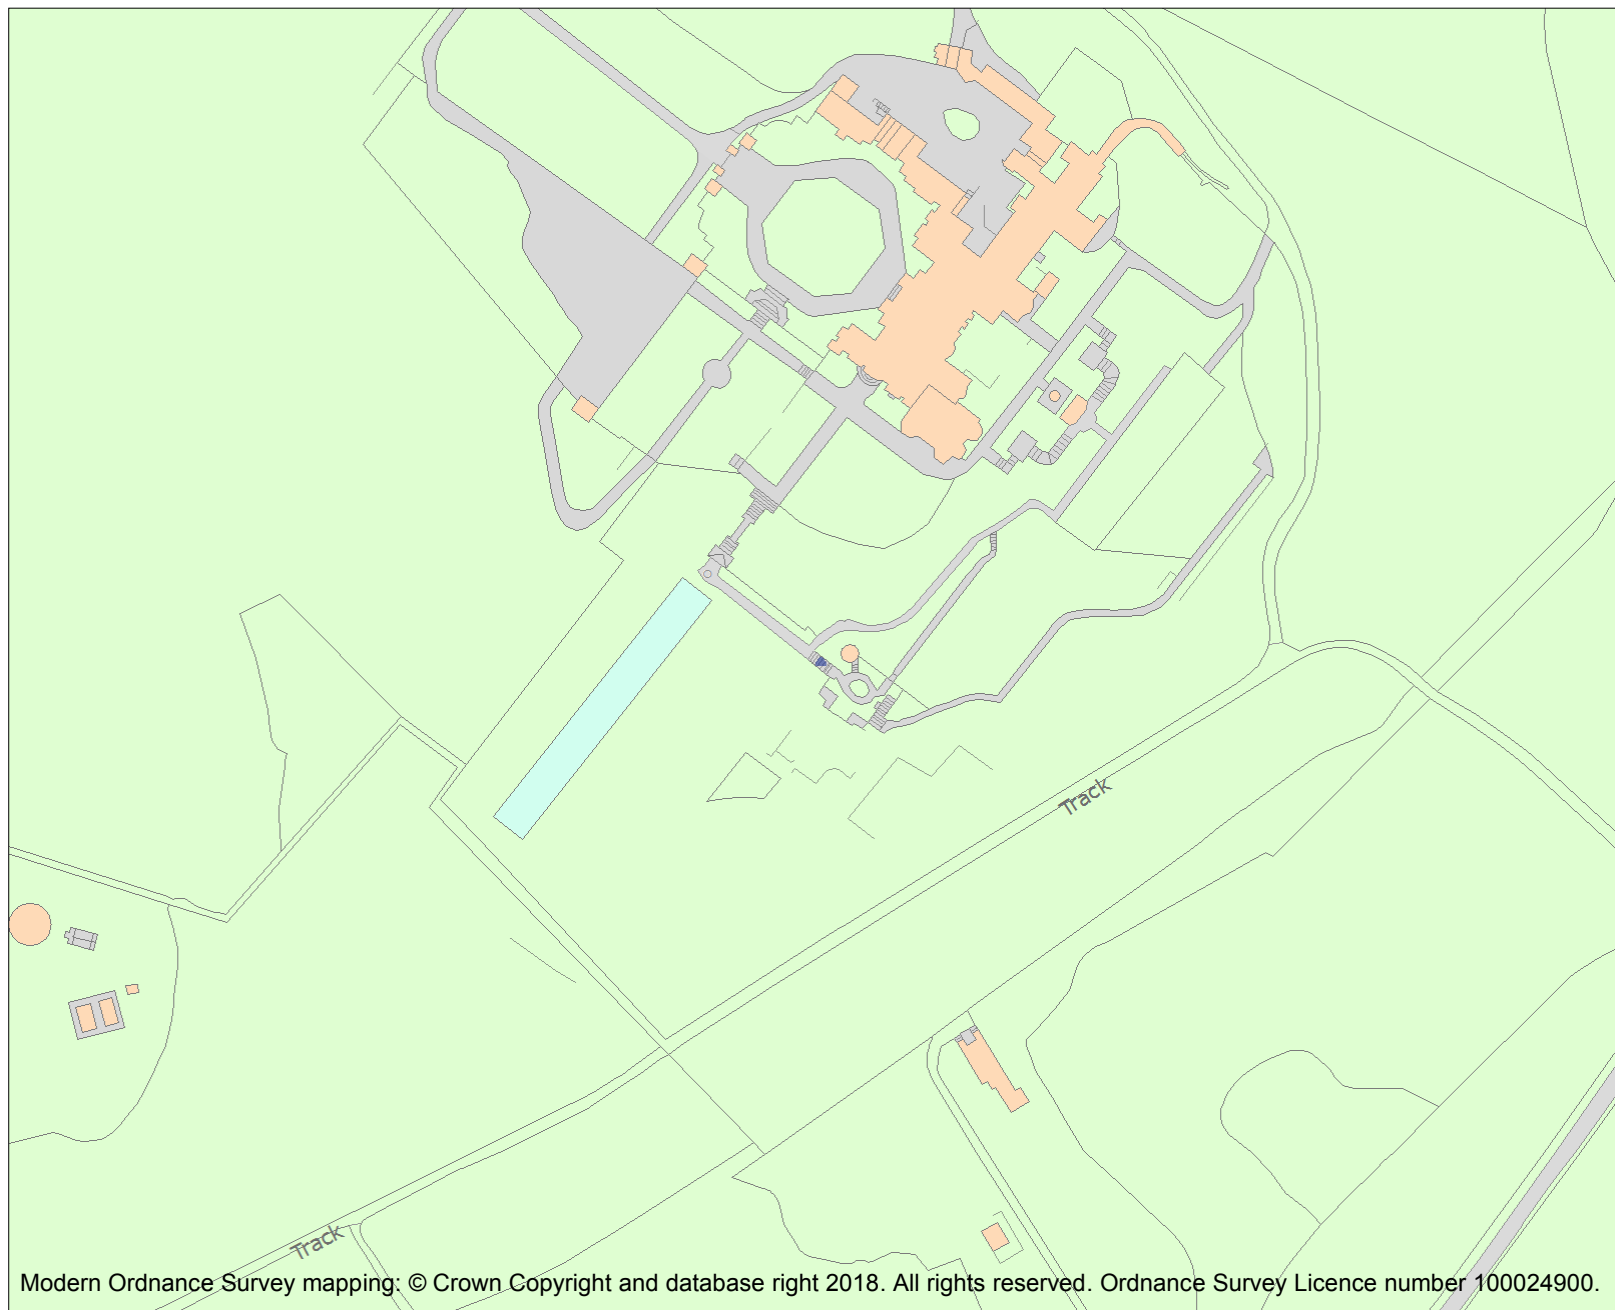 Track
Track
Modern Ordnance Survey mapping: © Crown Copyright and database right 2018. All rights reserved. Ordnance Survey Licence number 100024900.